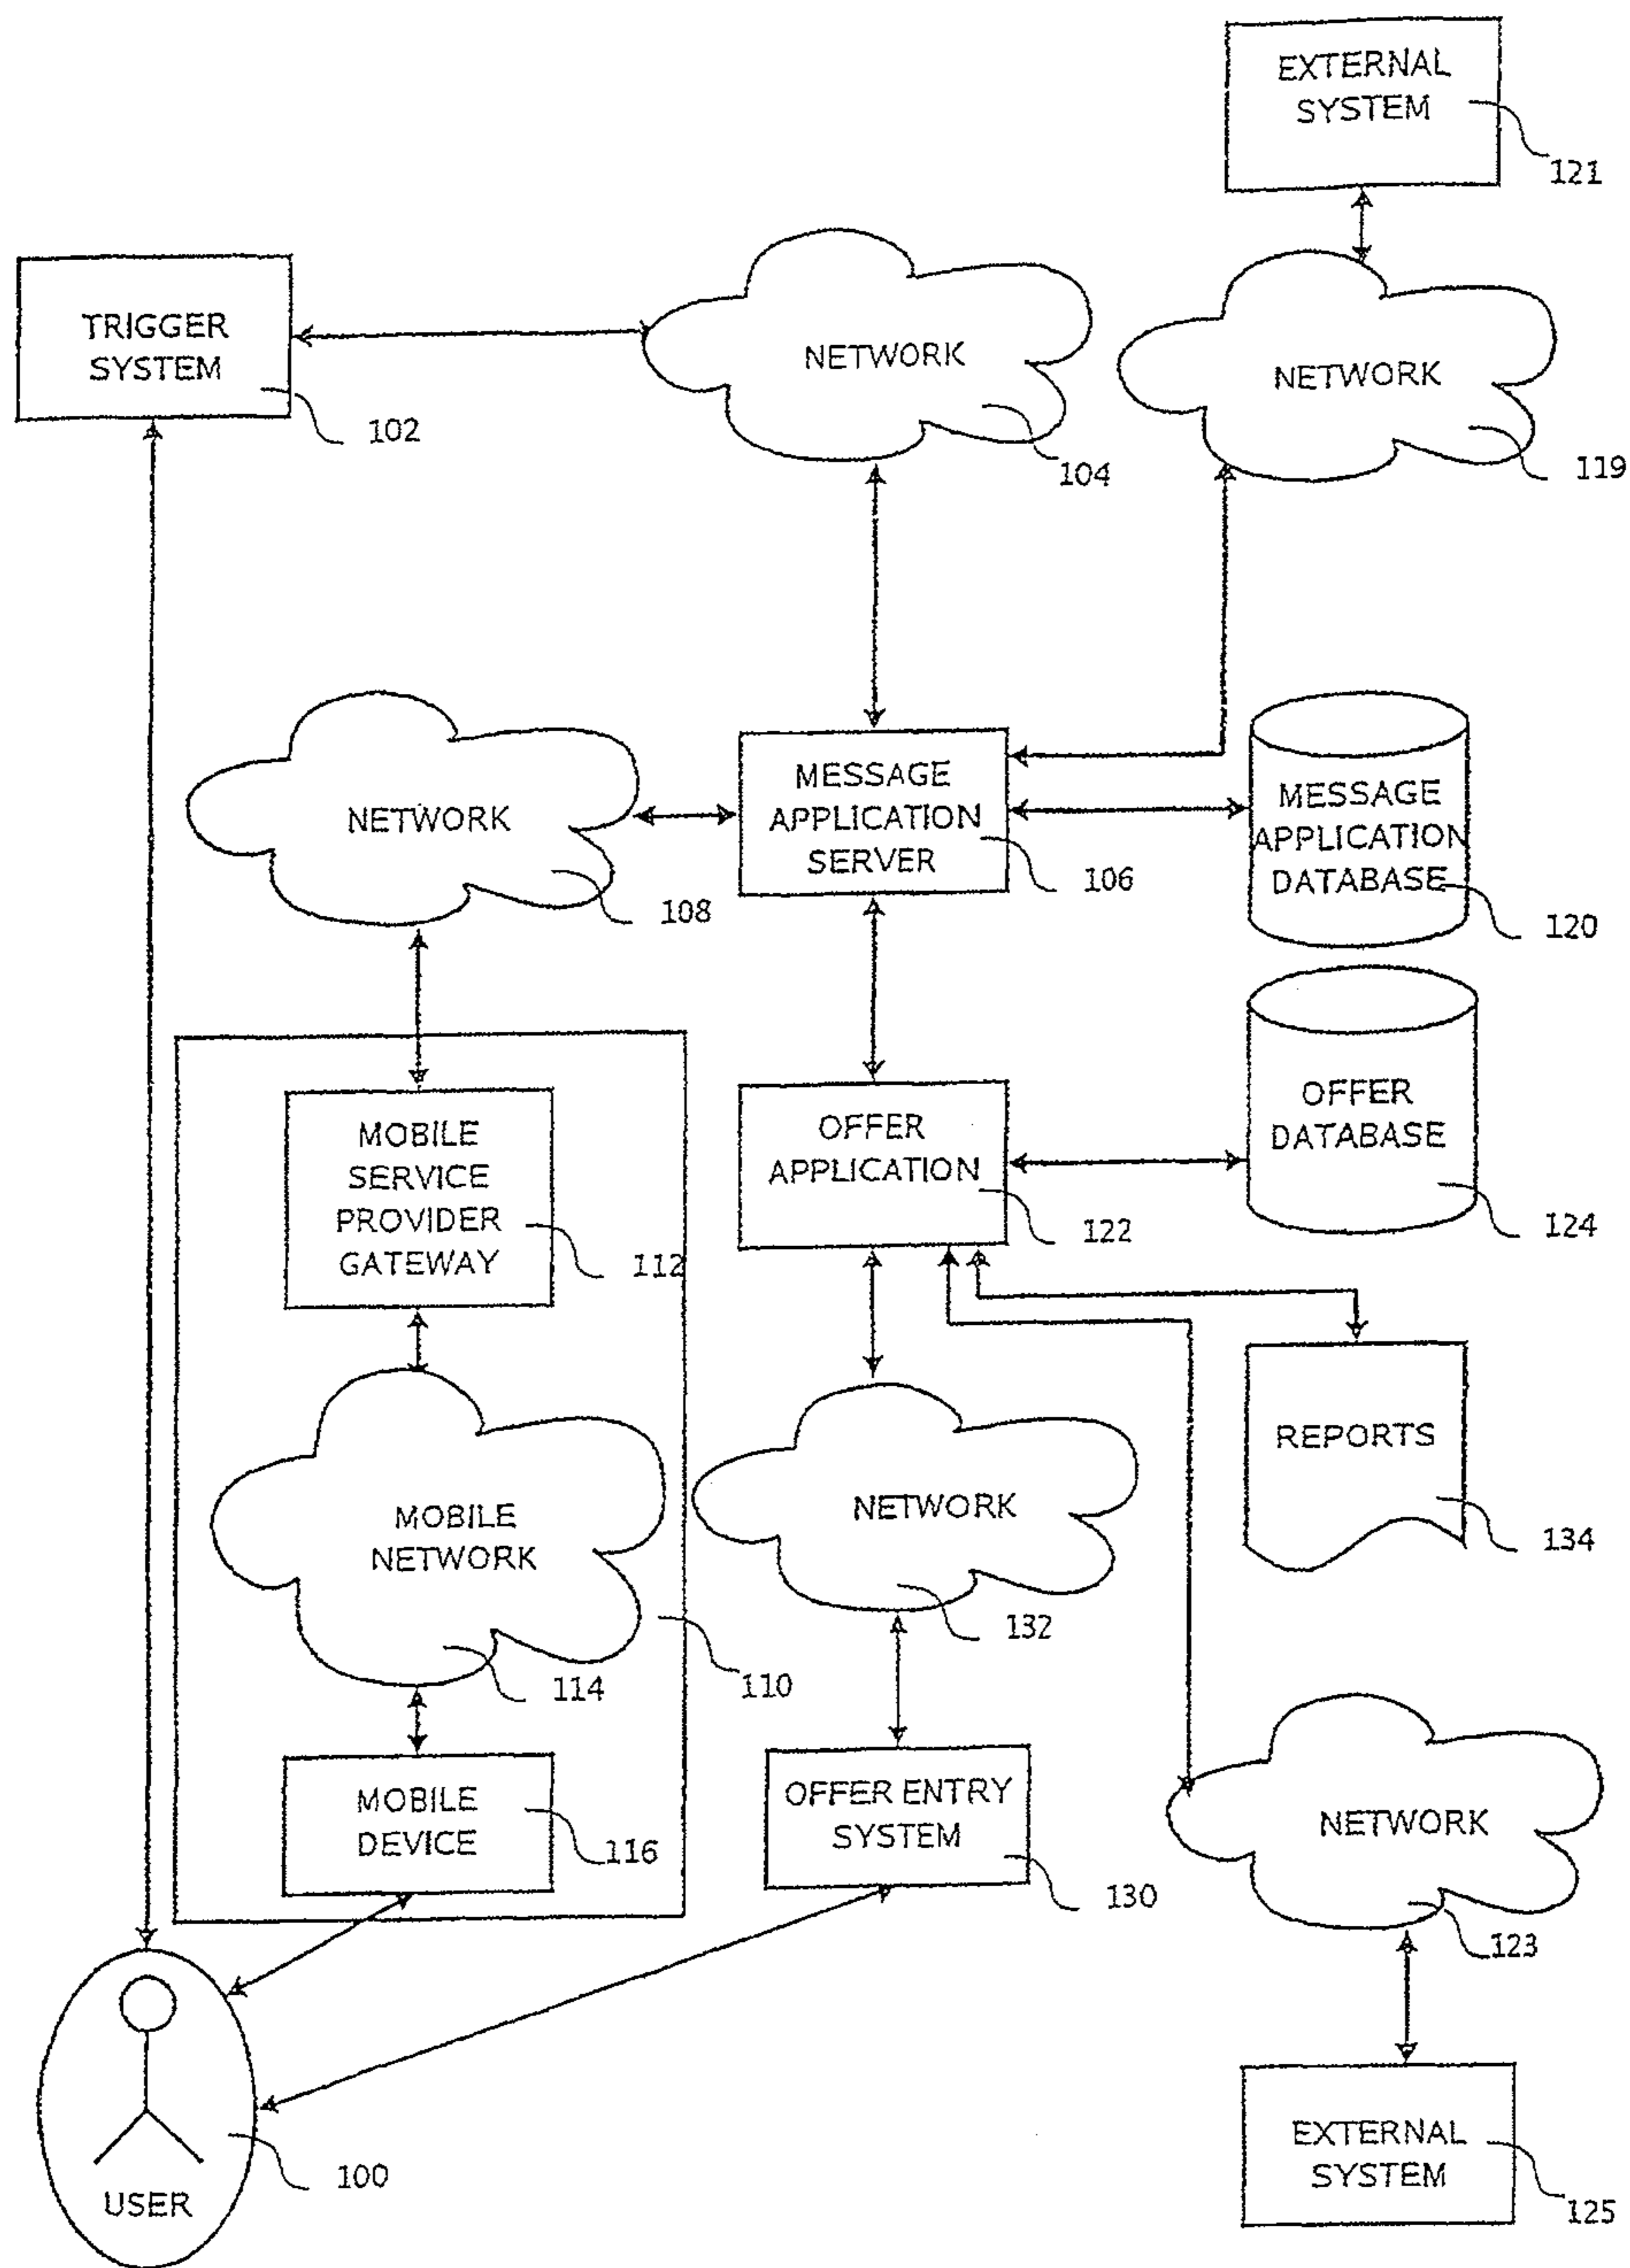 EXTERNAL
SYSTEM
121
TRIGGER
SYSTEM
102
NETWORK
104
NETWORK
119
NETWORK
108
MESSAGE
APPLICATION
SERVER
106
MESSAGE
APPLICATION
DATABASE
120
MOBILE
SERVICE
PROVIDER
GATEWAY
112
OFFER
APPLICATION
122
OFFER
DATABASE
124
MOBILE
NETWORK
114
110
NETWORK
132
REPORTS
134
MOBILE
DEVICE
116
OFFER ENTRY
SYSTEM
130
NETWORK
123
USER
100
EXTERNAL
SYSTEM
125